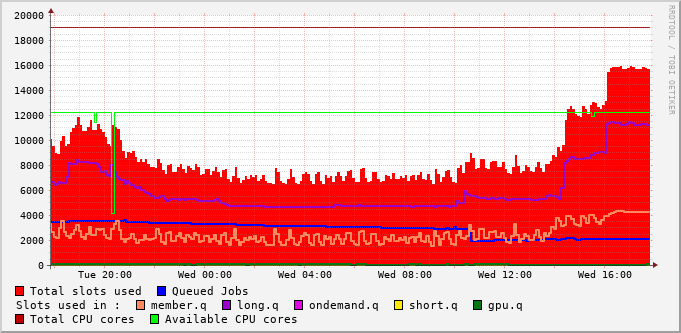 20000
18000
16000
14000
12000
10000
8000
6000
4000
2000
0
Tue 20:00 Wed 00:00 Wed 04:00 Wed 08:00 Wed 12:00 Wed 16:00
Total slots used Queued Jobs
Slots used in : member.q long.q ondemand.q short.q gpu.q
Total CPU cores Available CPU cores
RRDTOOL / TOBI OETIKER